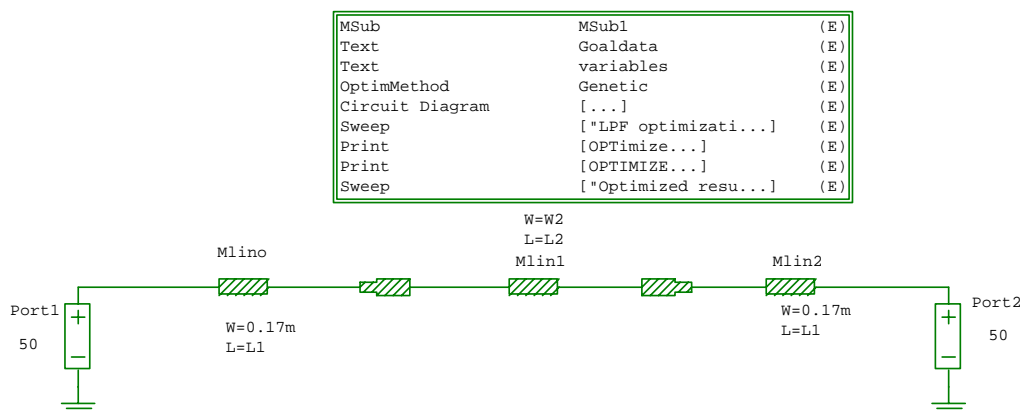 MSub MSub1 (E)
Text Goaldata (E)
Text variables (E)
OptimMethod Genetic (E)
Circuit Diagram [...] (E)
Sweep ["LPF optimizati...] (E)
Print [OPTimize...] (E)
Print [OPTIMIZE...] (E)
Sweep ["Optimized resu...] (E)
W=W2
L=L2
Mlino
Mlin1
Mlin2
Port1
+
50
−
W=0.17m
L=L1
W=0.17m
L=L1
Port2
+
50
−